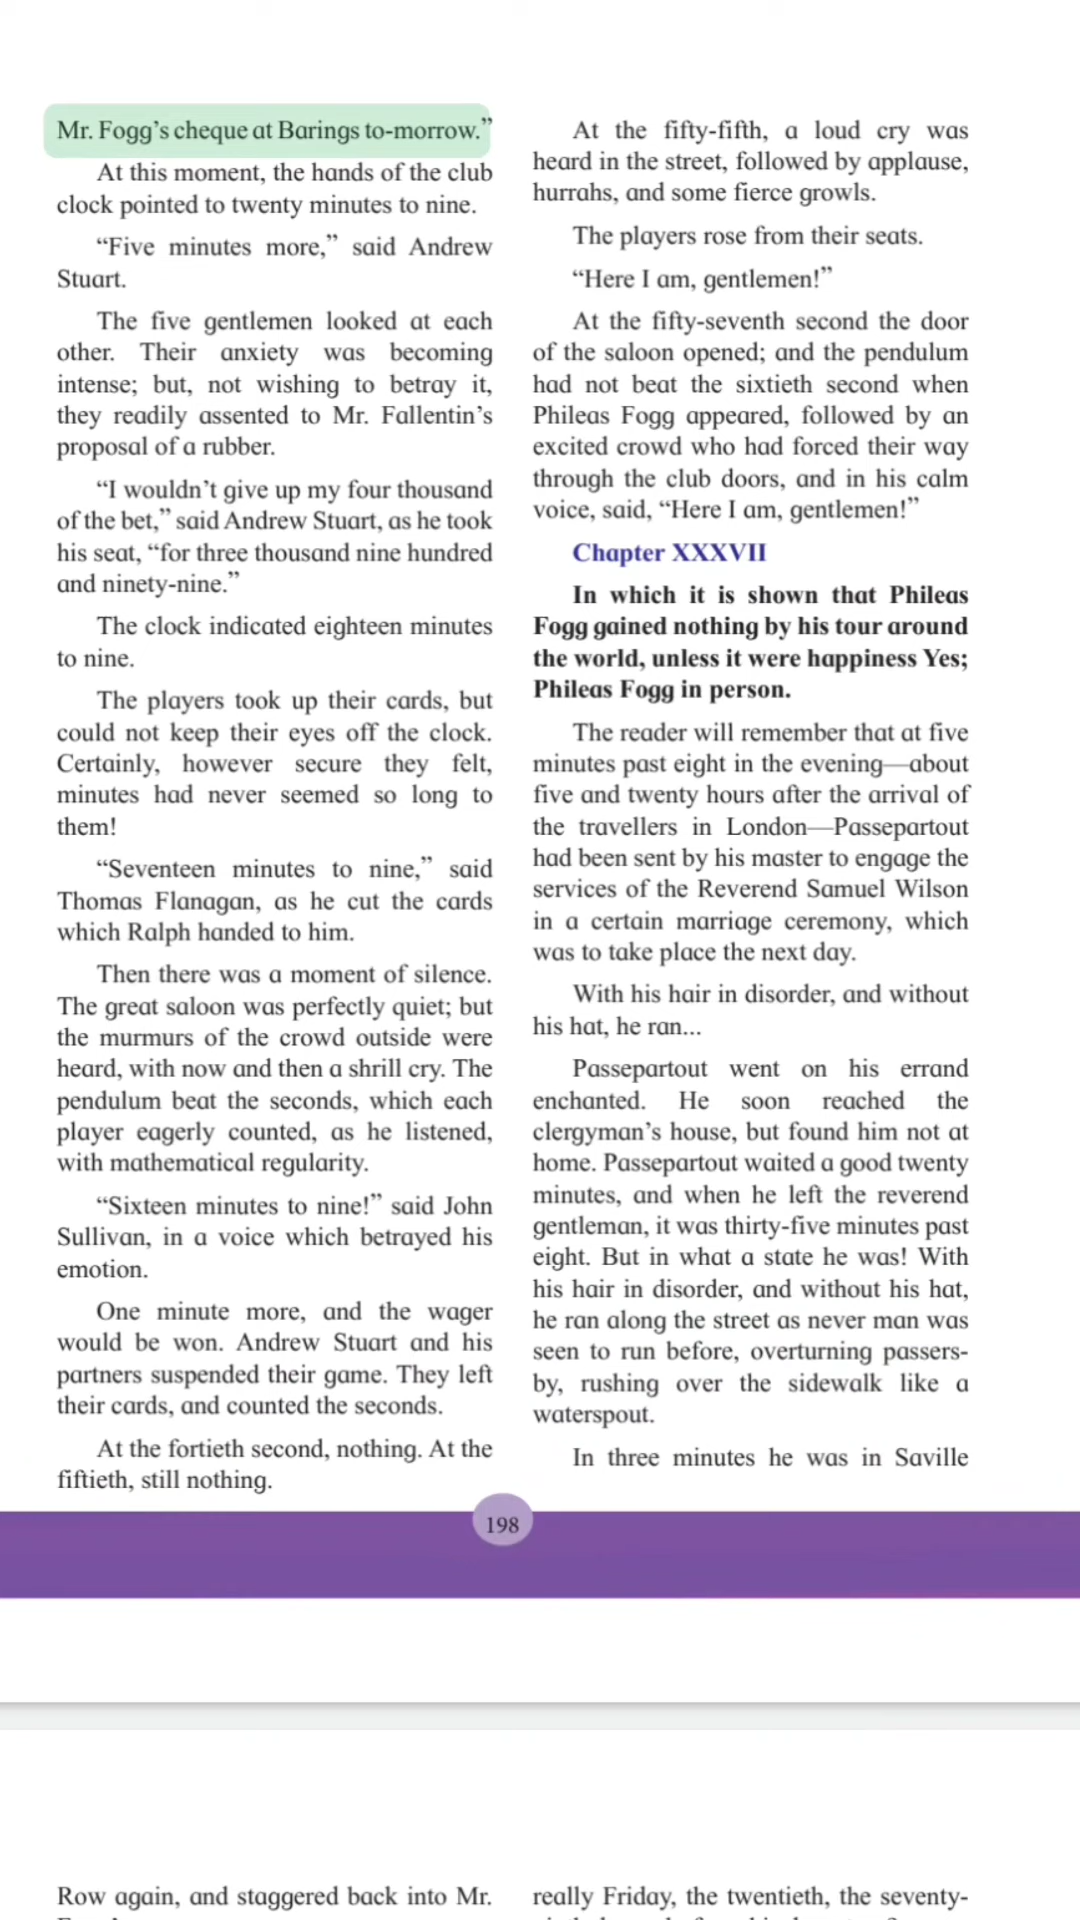 Mr. Fogg’s cheque at Barings to-morrow.”
At this moment, the hands of the club
clock pointed to twenty minutes to nine.
“Five minutes more,” said Andrew
Stuart.
The five gentlemen looked at each
other. Their anxiety was becoming
intense; but, not wishing to betray it,
they readily assented to Mr. Fallentin’s
proposal of a rubber.
“I wouldn’t give up my four thousand
of the bet,” said Andrew Stuart, as he took
his seat, “for three thousand nine hundred
and ninety-nine.”
The clock indicated eighteen minutes
to nine.
The players took up their cards, but
could not keep their eyes off the clock.
Certainly, however secure they felt,
minutes had never seemed so long to
them!
“Seventeen minutes to nine,” said
Thomas Flanagan, as he cut the cards
which Ralph handed to him.
Then there was a moment of silence.
The great saloon was perfectly quiet; but
the murmurs of the crowd outside were
heard, with now and then a shrill cry. The
pendulum beat the seconds, which each
player eagerly counted, as he listened,
with mathematical regularity.
“Sixteen minutes to nine!” said John
Sullivan, in a voice which betrayed his
emotion.
One minute more, and the wager
would be won. Andrew Stuart and his
partners suspended their game. They left
their cards, and counted the seconds.
At the fortieth second, nothing. At the
fiftieth, still nothing.
At the fifty-fifth, a loud cry was
heard in the street, followed by applause,
hurrahs, and some fierce growls.
The players rose from their seats.
“Here I am, gentlemen!”
At the fifty-seventh second the door
of the saloon opened; and the pendulum
had not beat the sixtieth second when
Phileas Fogg appeared, followed by an
excited crowd who had forced their way
through the club doors, and in his calm
voice, said, “Here I am, gentlemen!”
Chapter XXXVII
In which it is shown that Phileas
Fogg gained nothing by his tour around
the world, unless it were happiness Yes;
Phileas Fogg in person.
The reader will remember that at five
minutes past eight in the evening—about
five and twenty hours after the arrival of
the travellers in London—Passepartout
had been sent by his master to engage the
services of the Reverend Samuel Wilson
in a certain marriage ceremony, which
was to take place the next day.
With his hair in disorder, and without
his hat, he ran...
Passepartout went on his errand
enchanted. He soon reached the
clergyman’s house, but found him not at
home. Passepartout waited a good twenty
minutes, and when he left the reverend
gentleman, it was thirty-five minutes past
eight. But in what a state he was! With
his hair in disorder, and without his hat,
he ran along the street as never man was
seen to run before, overturning passers-
by, rushing over the sidewalk like a
waterspout.
In three minutes he was in Saville
198
Row again, and staggered back into Mr.
really Friday, the twentieth, the seventy-